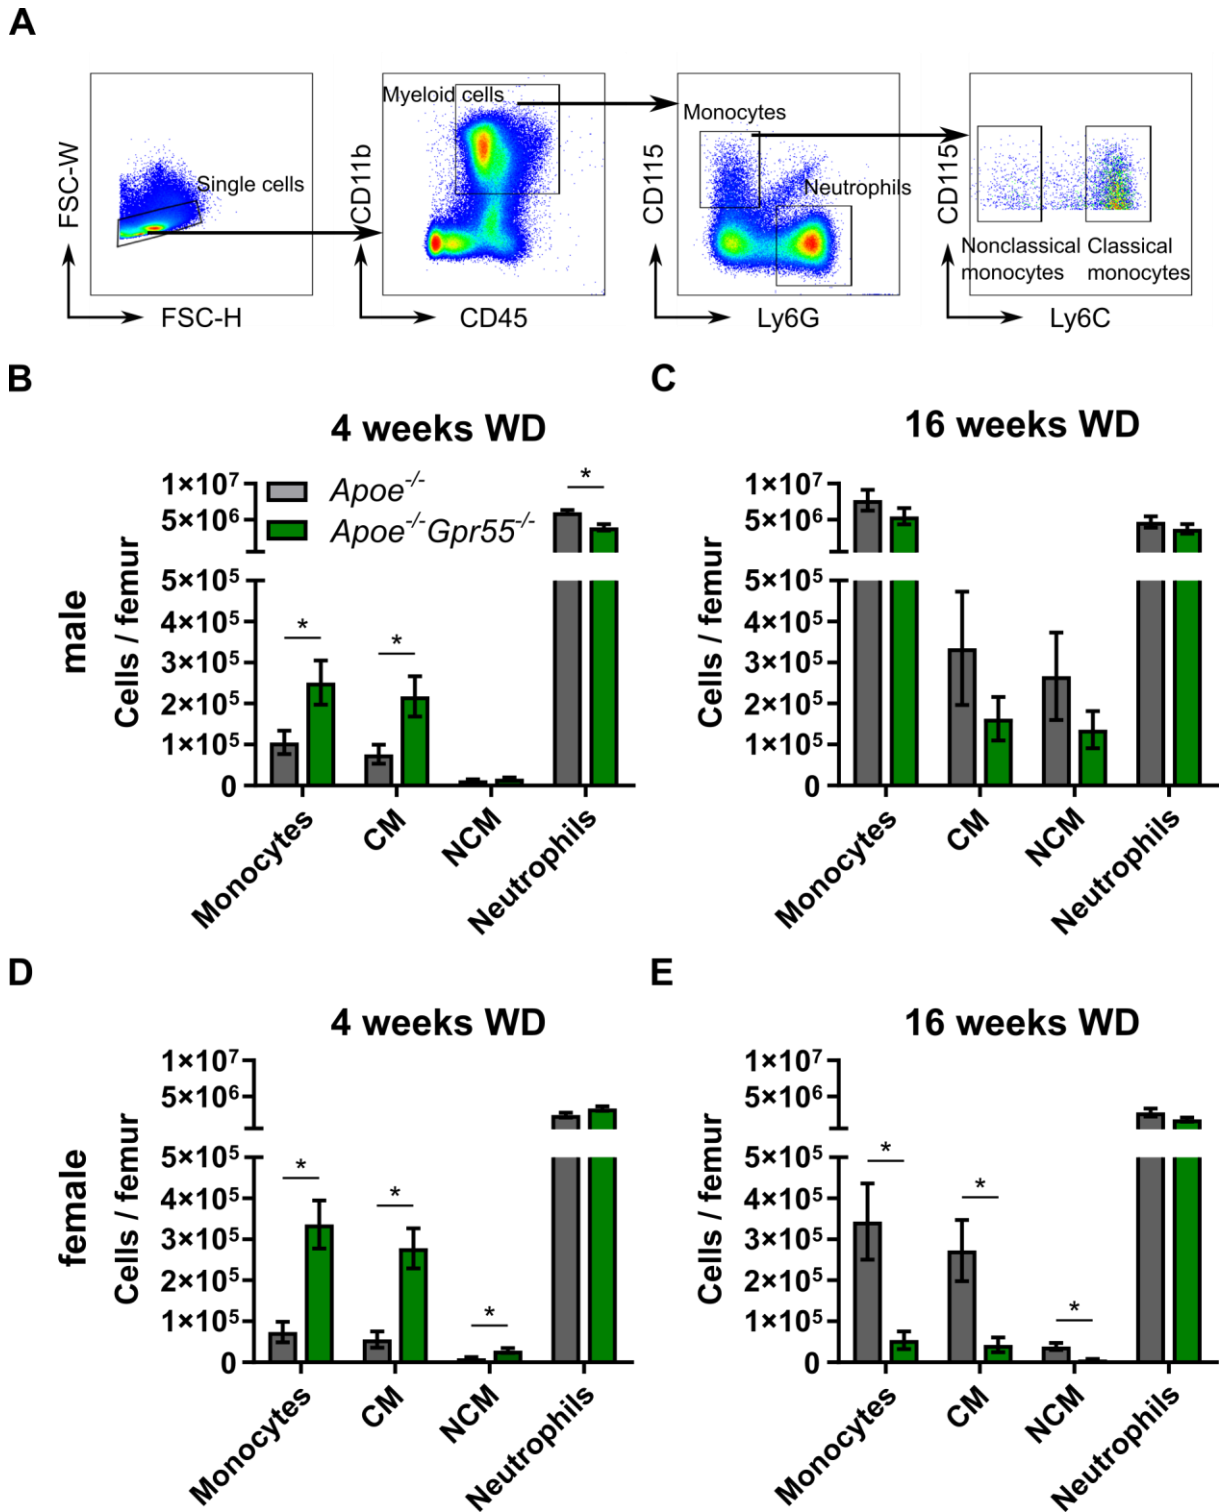 A
FSC-W
Single cells
FSC-H
Myeloid cells
CD11b
CD45
Monocytes
CD115
Neutrophils
Ly6G
CD115
Nonclassical
monocytes
Classical
monocytes
Ly6C
B
4 weeks WD
male
Cells / femur
1×10⁷
5×10⁶
5×10⁵
4×10⁵
3×10⁵
2×10⁵
1×10⁵
0
Apoe⁻/⁻
Apoe⁻/⁻Gpr55⁻/⁻
*
*
*
Monocytes
CM
NCM
Neutrophils
C
16 weeks WD
Cells / femur
1×10⁷
5×10⁶
5×10⁵
4×10⁵
3×10⁵
2×10⁵
1×10⁵
0
Monocytes
CM
NCM
Neutrophils
D
4 weeks WD
female
Cells / femur
1×10⁷
5×10⁶
5×10⁵
4×10⁵
3×10⁵
2×10⁵
1×10⁵
0
*
*
*
Monocytes
CM
NCM
Neutrophils
E
16 weeks WD
Cells / femur
1×10⁷
5×10⁶
5×10⁵
4×10⁵
3×10⁵
2×10⁵
1×10⁵
0
*
*
*
Monocytes
CM
NCM
Neutrophils